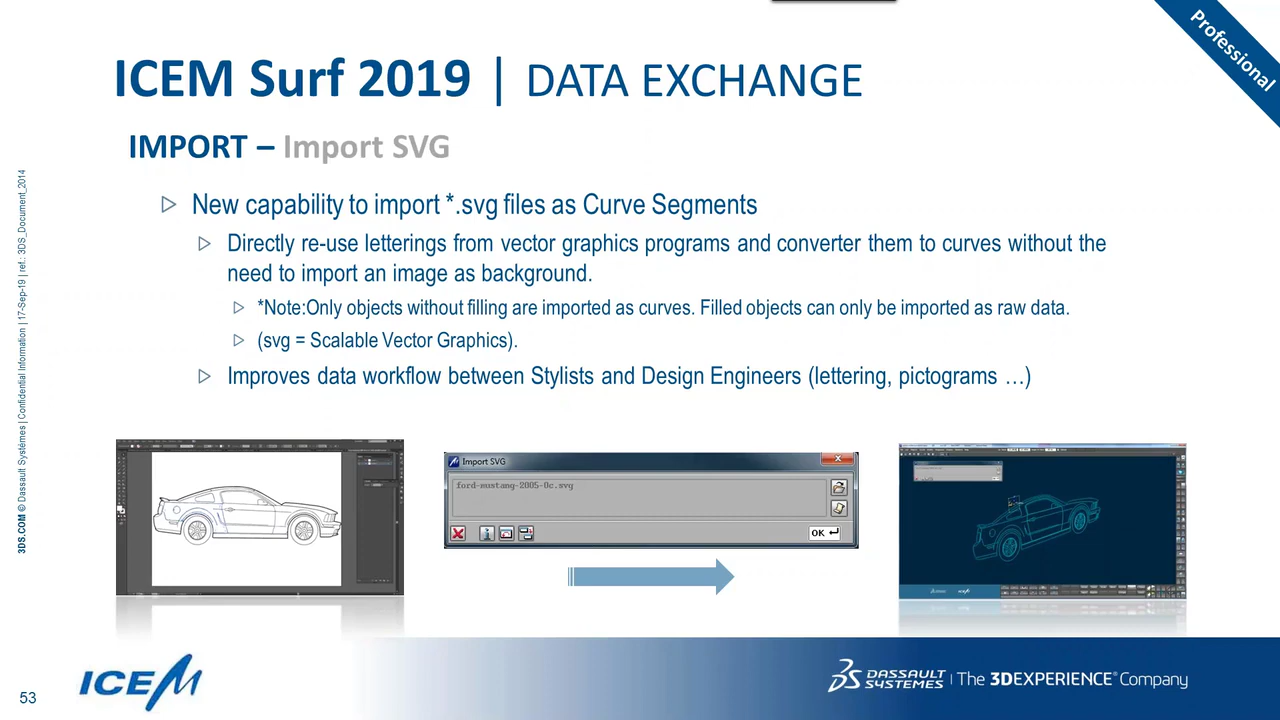 Professional
ICEM Surf 2019 | DATA EXCHANGE
IMPORT – Import SVG
New capability to import *.svg files as Curve Segments
Directly re-use letterings from vector graphics programs and converter them to curves without the
need to import an image as background.
*Note:Only objects without filling are imported as curves. Filled objects can only be imported as raw data.
(svg = Scalable Vector Graphics).
Improves data workflow between Stylists and Design Engineers (lettering, pictograms …)
3DS.COM © Dassault Systèmes | Confidential Information | 17-Sep-19 | ref.: 3DS_Document_2014
Import SVG
ford-mustang-2005-0c.svg
OK
53
ICEM
DASSAULT
SYSTEMES
The 3DEXPERIENCE® Company